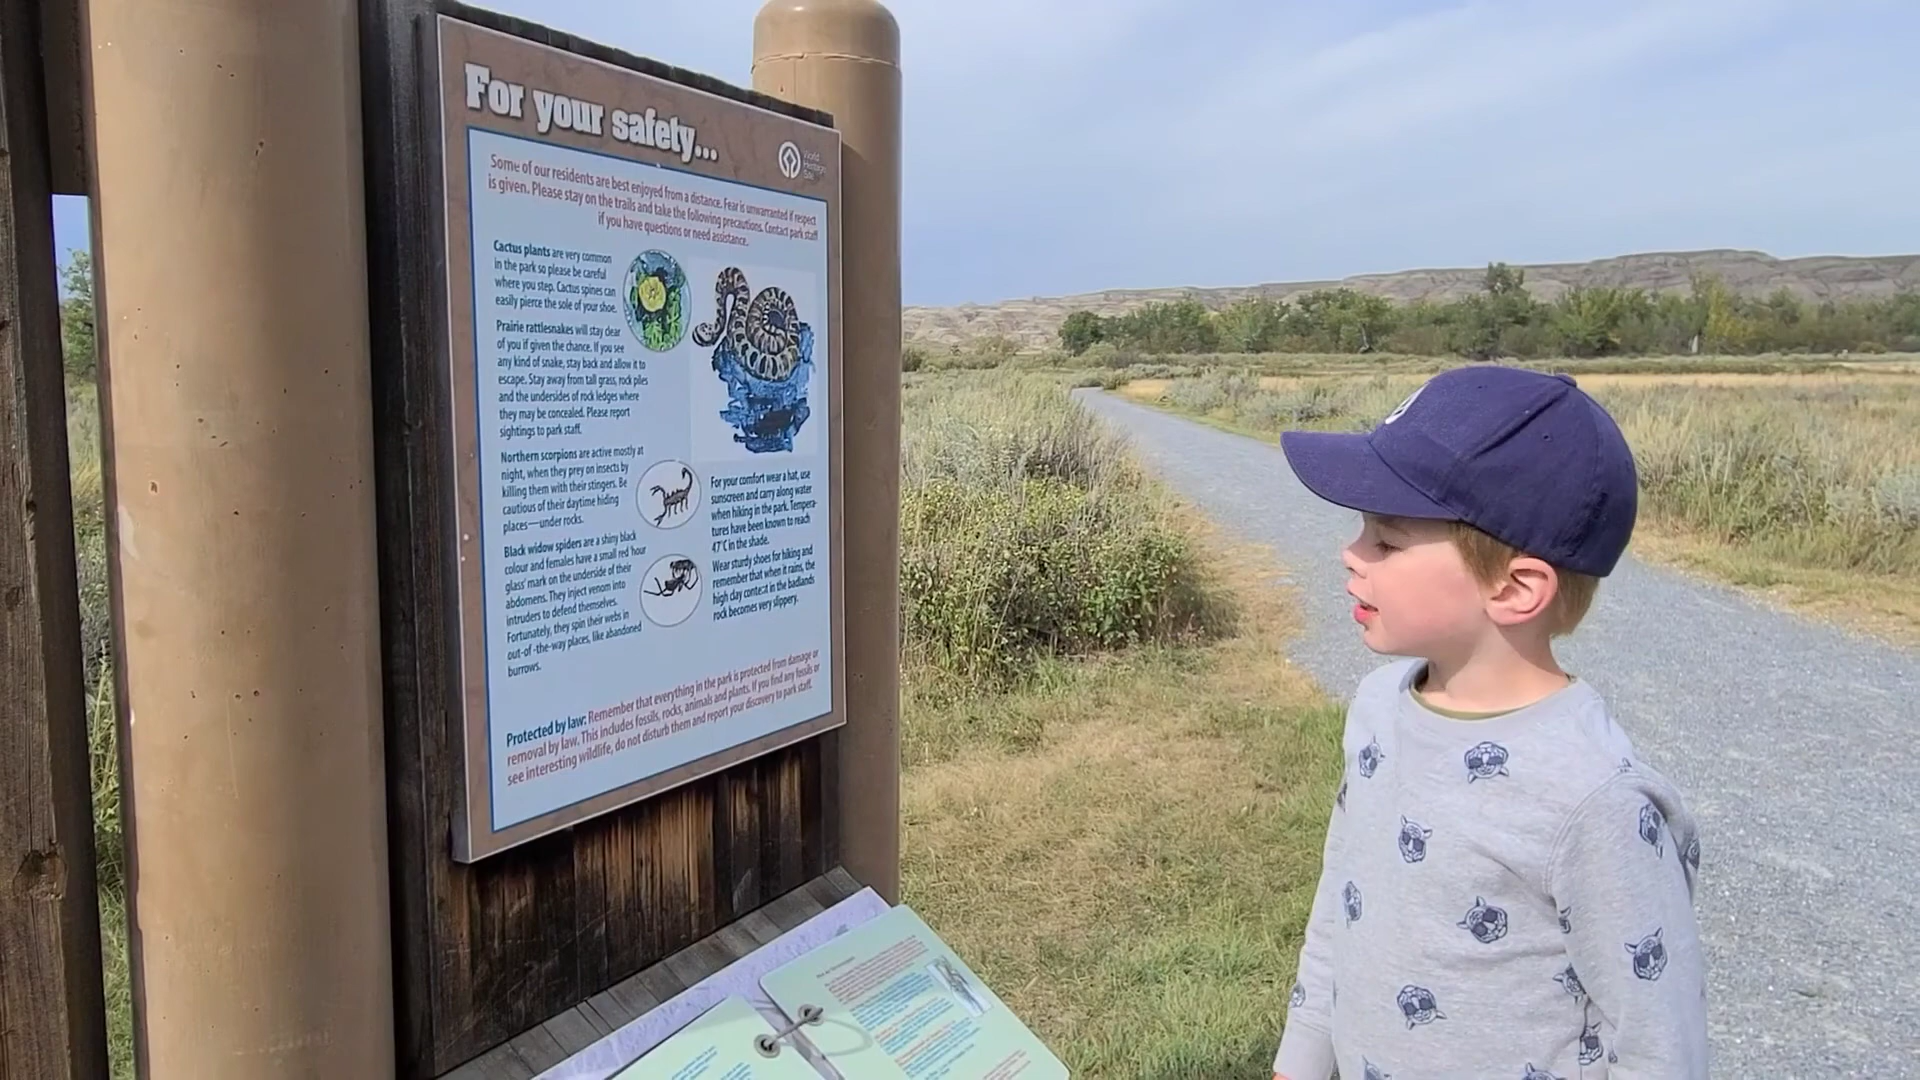 For your safety...
World
Heritage
Site
Some of our residents are best enjoyed from a distance. Fear is unwarranted if respect
is given. Please stay on the trails and take the following precautions. Contact park staff
if you have questions or need assistance.
Cactus plants are very common
in the park so please be careful
where you step. Cactus spines can
easily pierce the sole of your shoe.
Prairie rattlesnakes will stay clear
of you if given the chance. If you see
any kind of snake, stay back and allow it to
escape. Stay away from tall grass, rock piles
and the undersides of rock ledges where
they may be concealed. Please report
sightings to park staff.
Northern scorpions are active mostly at
night, when they prey on insects by
killing them with their stingers. Be
cautious of their daytime hiding
places—under rocks.
Black widow spiders are a shiny black
colour and females have a small red 'hour
glass' mark on the underside of their
abdomens. They inject venom into
intruders to defend themselves.
Fortunately, they spin their webs in
out-of-the-way places, like abandoned
burrows.
For your comfort wear a hat, use
sunscreen and carry along water
when hiking in the park. Tempera-
tures have been known to reach
47°C in the shade.
Wear sturdy shoes for hiking and
remember that when it rains, the
high clay content in the badlands
rock becomes very slippery.
Protected by law: Remember that everything in the park is protected from damage or
removal by law. This includes fossils, rocks, animals and plants. If you find any fossils or
see interesting wildlife, do not disturb them and report your discovery to park staff.